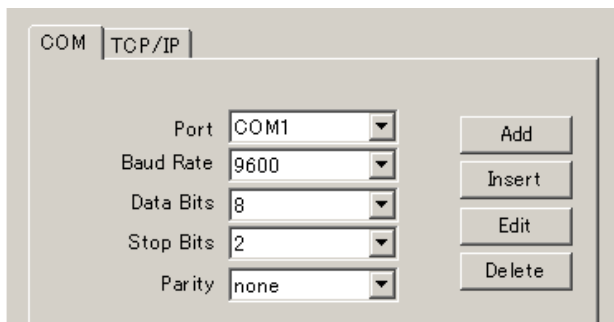 COM TCP/IP
Port COM1 Add
Baud Rate 9600 Insert
Data Bits 8 Edit
Stop Bits 2 Delete
Parity none